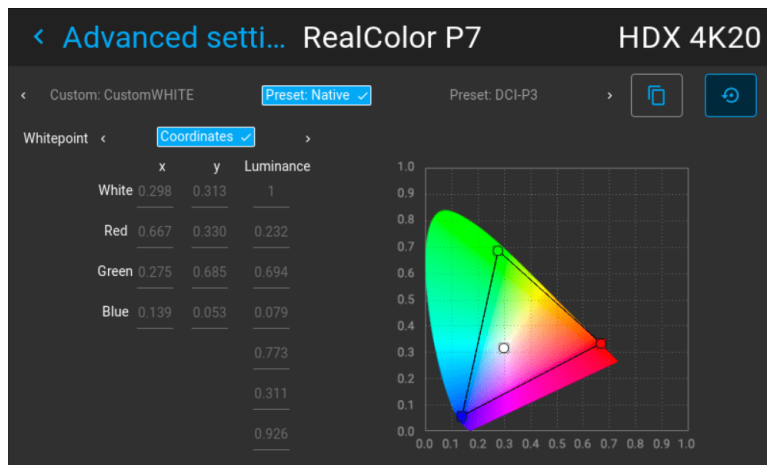 ‹ Advanced setti... RealColor P7 HDX 4K20
‹ Custom: CustomWHITE Preset: Native ✓ Preset: DCI-P3 ›
Whitepoint ‹ Coordinates ✓ ›
x y Luminance
White 0.298 0.313 1
Red 0.667 0.330 0.232
Green 0.275 0.685 0.694
Blue 0.139 0.053 0.079
0.773
0.311
0.926
1.0
0.9
0.8
0.7
0.6
0.5
0.4
0.3
0.2
0.1
0.0
0.0 0.1 0.2 0.3 0.4 0.5 0.6 0.7 0.8 0.9 1.0